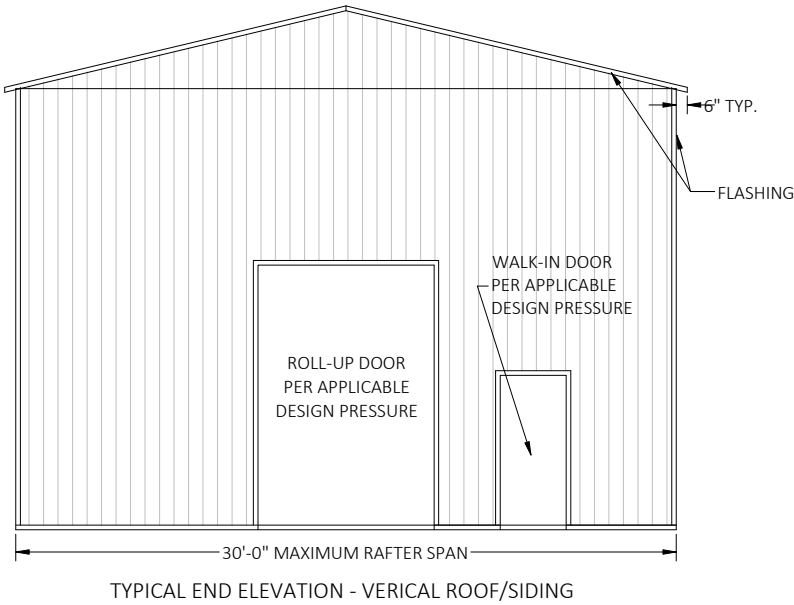 6" TYP.
FLASHING
WALK-IN DOOR
PER APPLICABLE
DESIGN PRESSURE
ROLL-UP DOOR
PER APPLICABLE
DESIGN PRESSURE
30'-0" MAXIMUM RAFTER SPAN
TYPICAL END ELEVATION - VERICAL ROOF/SIDING